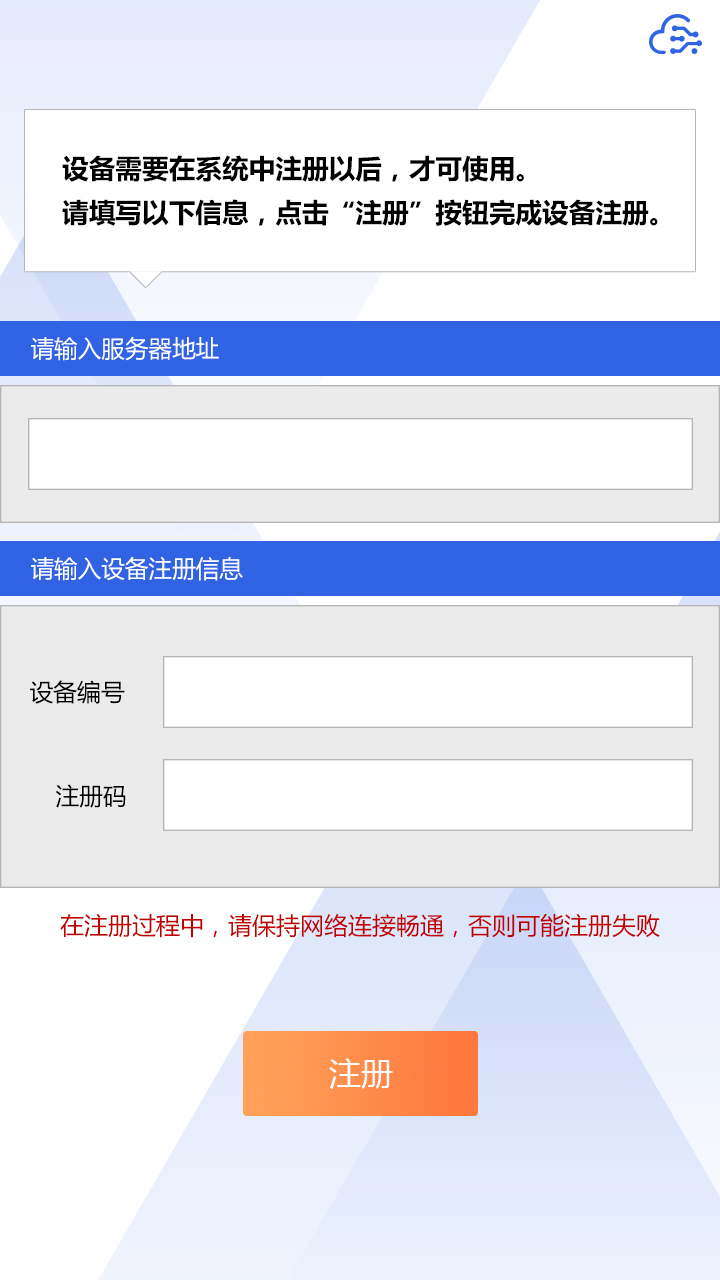 设备需要在系统中注册以后，才可使用。
请填写以下信息，点击“注册”按钮完成设备注册。
请输入服务器地址
请输入设备注册信息
设备编号
注册码
在注册过程中，请保持网络连接畅通，否则可能注册失败
注册